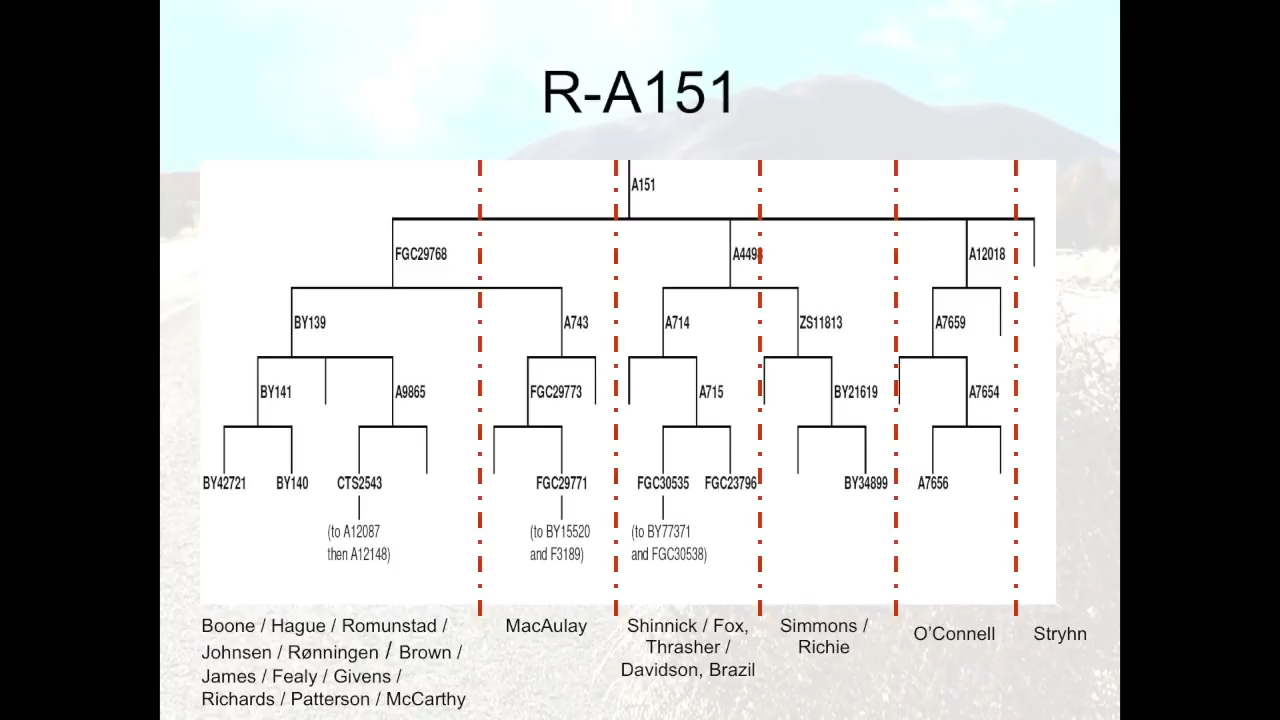 R-A151
A151
FGC29768
A4498
A12018
BY139
A743
A714
ZS11813
A7659
BY141
A9865
FGC29773
A715
BY21619
A7654
BY42721
BY140
CTS2543
FGC29771
FGC30535
FGC23796
BY34899
A7656
(to A12087
then A12148)
(to BY15520
and F3189)
(to BY77371
and FGC30538)
Boone / Hague / Romunstad /
Johnsen / Rønningen / Brown /
James / Fealy / Givens /
Richards / Patterson / McCarthy
MacAulay
Shinnick / Fox,
Thrasher /
Davidson, Brazil
Simmons /
Richie
O'Connell
Stryhn